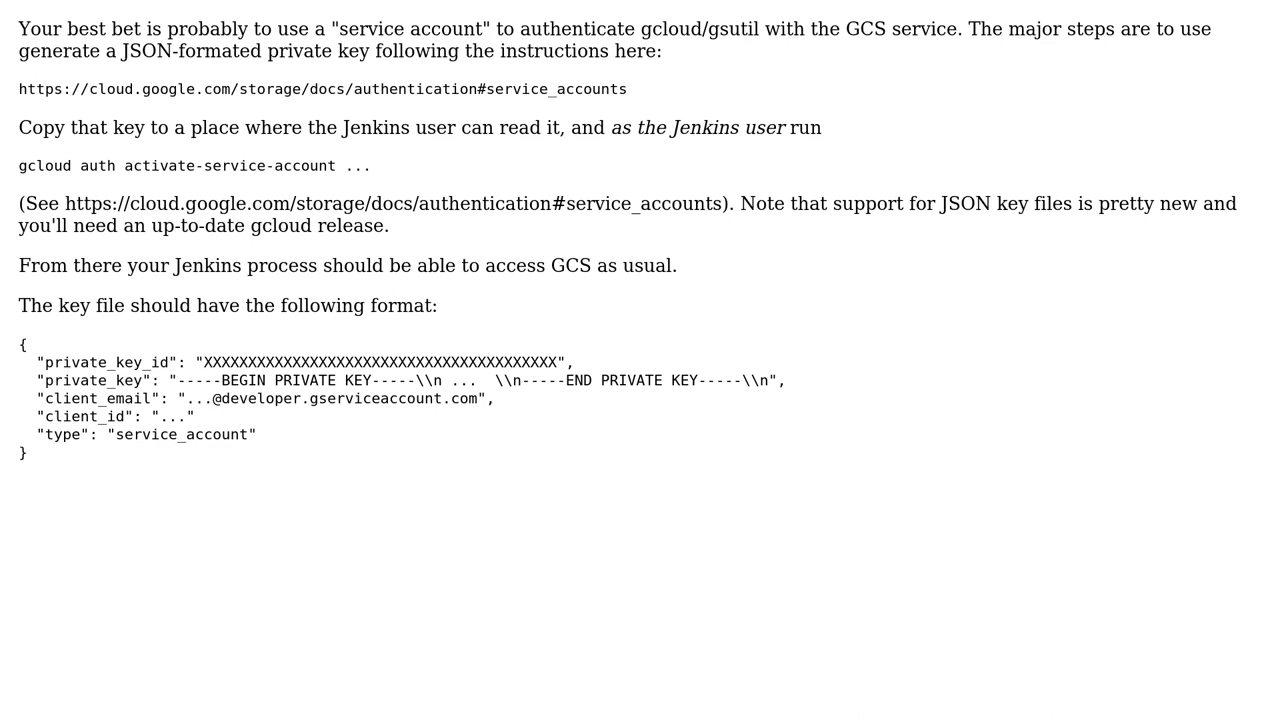 Your best bet is probably to use a "service account" to authenticate gcloud/gsutil with the GCS service. The major steps are to use
generate a JSON-formated private key following the instructions here:
https://cloud.google.com/storage/docs/authentication#service_accounts
Copy that key to a place where the Jenkins user can read it, and as the Jenkins user run
gcloud auth activate-service-account ...
(See https://cloud.google.com/storage/docs/authentication#service_accounts). Note that support for JSON key files is pretty new and
you'll need an up-to-date gcloud release.
From there your Jenkins process should be able to access GCS as usual.
The key file should have the following format:
{
  "private_key_id": "XXXXXXXXXXXXXXXXXXXXXXXXXXXXXXXXXXXXXXXX",
  "private_key": "-----BEGIN PRIVATE KEY-----\\n ...  \\n-----END PRIVATE KEY-----\\n",
  "client_email": "...@developer.gserviceaccount.com",
  "client_id": "..."
  "type": "service_account"
}